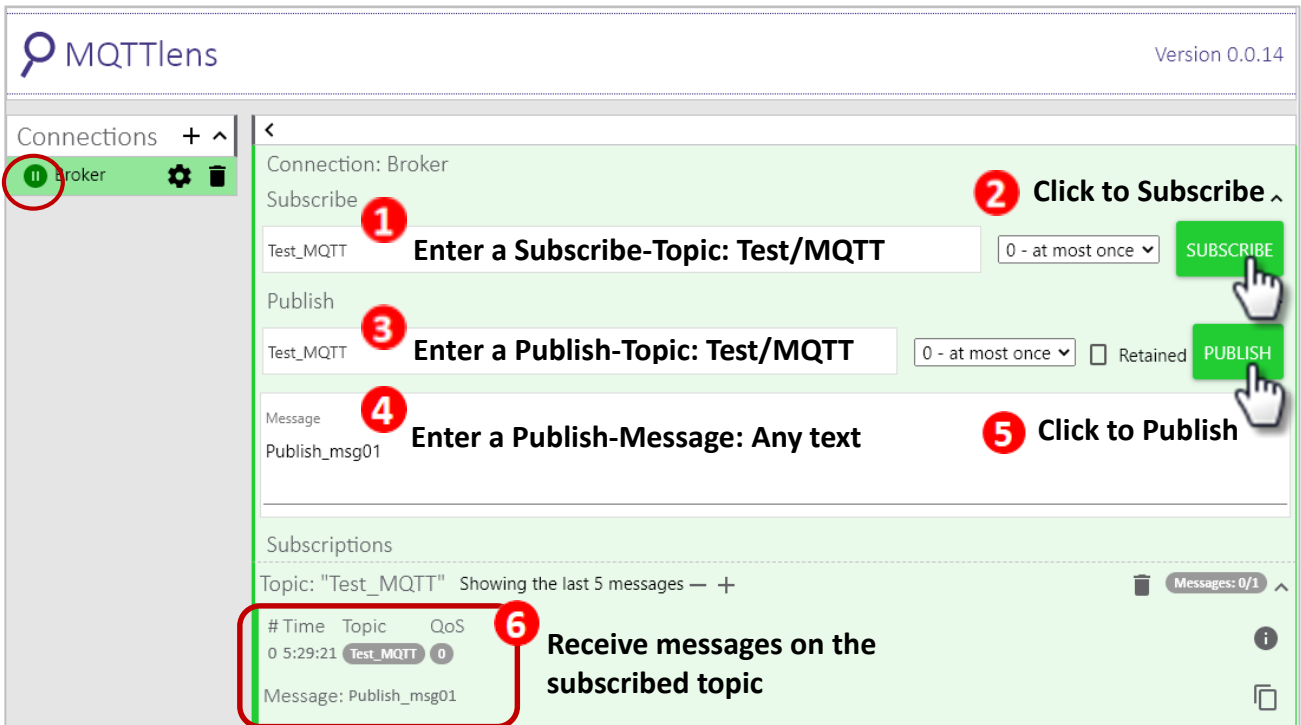 MQTTlens
Version 0.0.14
Connections + 
Broker
Connection: Broker
Subscribe
2 Click to Subscribe
1
Test_MQTT Enter a Subscribe-Topic: Test/MQTT 0 - at most once SUBSCRIBE
Publish
3
Test_MQTT Enter a Publish-Topic: Test/MQTT 0 - at most once Retained PUBLISH
Message 4
Enter a Publish-Message: Any text 5 Click to Publish
Publish_msg01
Subscriptions
Topic: "Test_MQTT" Showing the last 5 messages — + Messages: 0/1
# Time Topic QoS 6
0 5:29:21 Test_MQTT 0
Message: Publish_msg01
Receive messages on the
subscribed topic